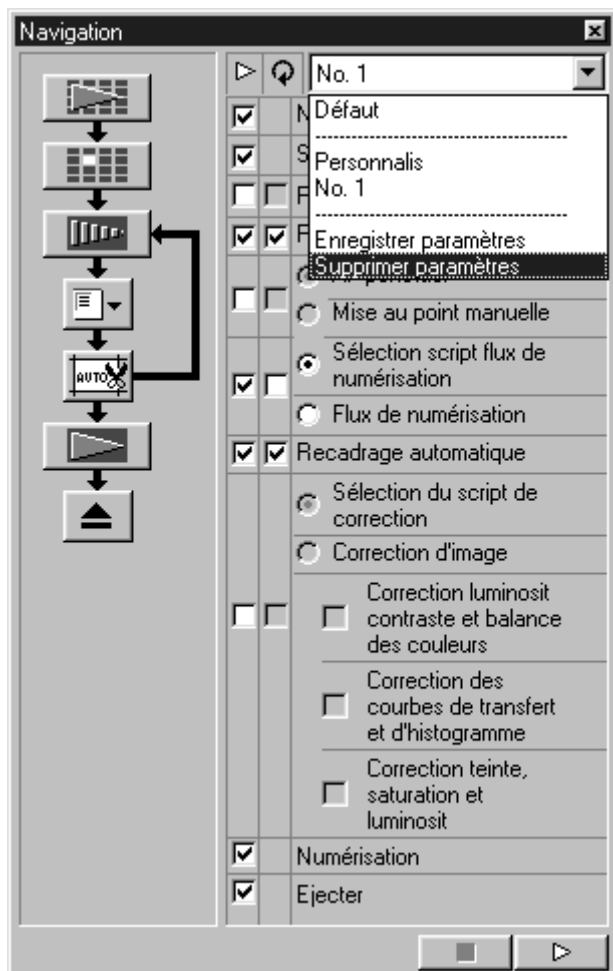 Navigation
No. 1
Défaut
Personnalis
No. 1
Enregistrer paramètres
Supprimer paramètres
Mise au point manuelle
Sélection script flux de
numérisation
AUTO
Flux de numérisation
Recadrage automatique
Sélection du script de
correction
Correction d'image
Correction luminosit
contraste et balance
des couleurs
Correction des
courbes de transfert
et d'histogramme
Correction teinte,
saturation et
luminosit
Numérisation
Ejecter